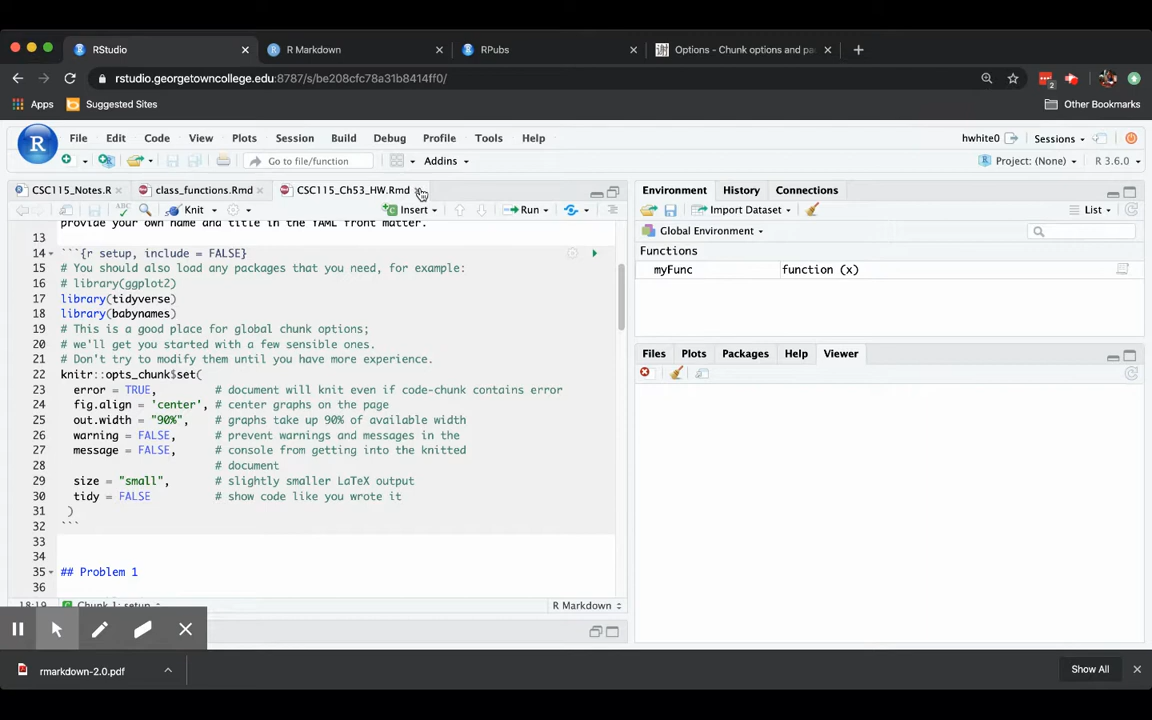 RStudio
R Markdown
RPubs
Options - Chunk options and pa
rstudio.georgetowncollege.edu:8787/s/be208cfc78a31b8414ff0/
2
Apps
Suggested Sites
Other Bookmarks
R
File Edit Code View Plots Session Build Debug Profile Tools Help
hwhite0
Sessions
Go to file/function
Addins
Project: (None)
R 3.6.0
CSC115_Notes.R
class_functions.Rmd
CSC115_Ch53_HW.Rmd
Knit
Insert
Run
provide your own name and title in the YAML front matter.
13
14 ```{r setup, include = FALSE}
15 # You should also load any packages that you need, for example:
16 # library(ggplot2)
17 library(tidyverse)
18 library(babynames)
19 # This is a good place for global chunk options;
20 # we'll get you started with a few sensible ones.
21 # Don't try to modify them until you have more experience.
22 knitr::opts_chunk$set(
23 error = TRUE, # document will knit even if code-chunk contains error
24 fig.align = 'center', # center graphs on the page
25 out.width = "90%", # graphs take up 90% of available width
26 warning = FALSE, # prevent warnings and messages in the
27 message = FALSE, # console from getting into the knitted
28 # document
29 size = "small", # slightly smaller LaTeX output
30 tidy = FALSE # show code like you wrote it
31 )
32 ```
33
34
35 ## Problem 1
36
18:19 Chunk 1: setup
R Markdown
Environment History Connections
Import Dataset
List
Global Environment
Functions
myFunc function (x)
Files Plots Packages Help Viewer
rmarkdown-2.0.pdf
Show All